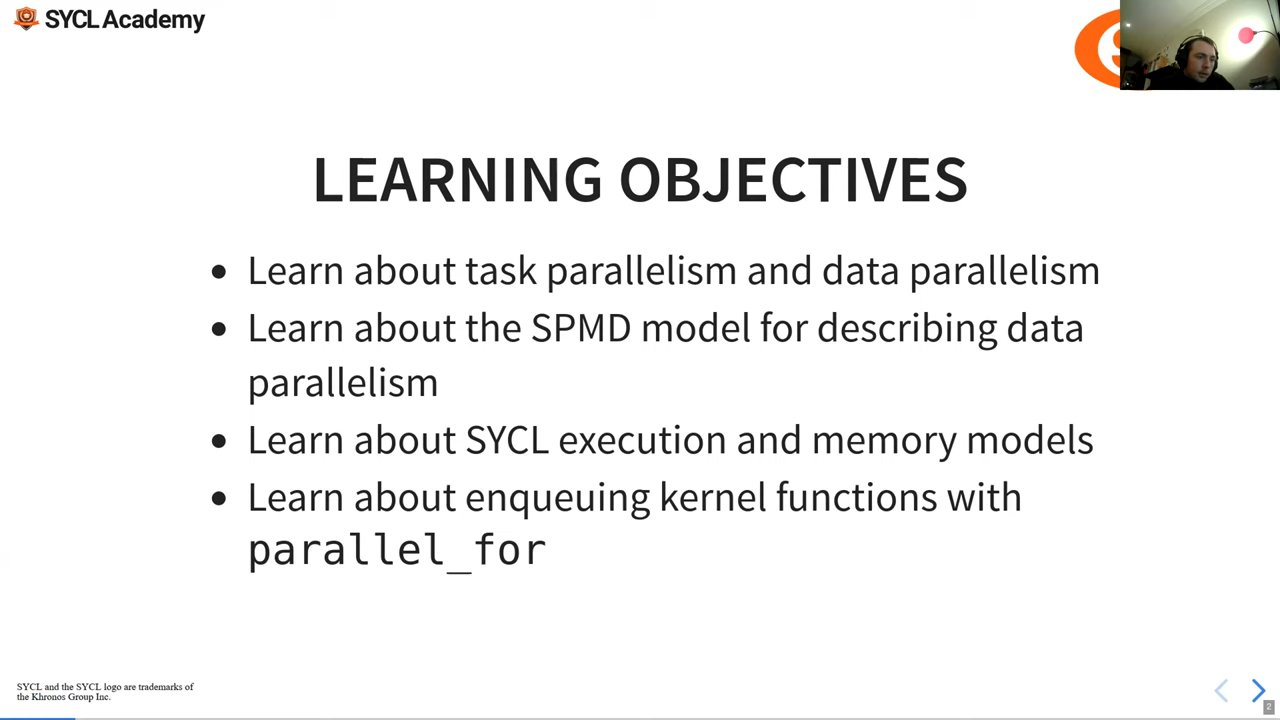 SYCL Academy
LEARNING OBJECTIVES
• Learn about task parallelism and data parallelism
• Learn about the SPMD model for describing data
parallelism
• Learn about SYCL execution and memory models
• Learn about enqueuing kernel functions with
parallel_for
SYCL and the SYCL logo are trademarks of
the Khronos Group Inc.
2